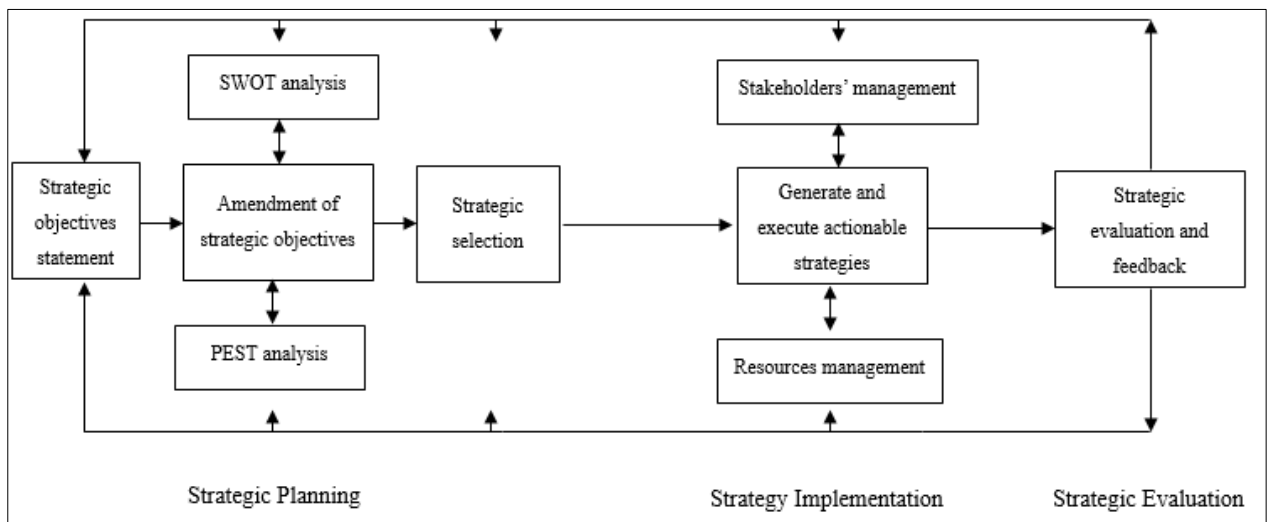 SWOT analysis
Stakeholders’ management
Strategic
objectives
statement
Amendment of
strategic objectives
Strategic
selection
Generate and
execute actionable
strategies
Strategic
evaluation and
feedback
PEST analysis
Resources management
Strategic Planning
Strategy Implementation
Strategic Evaluation